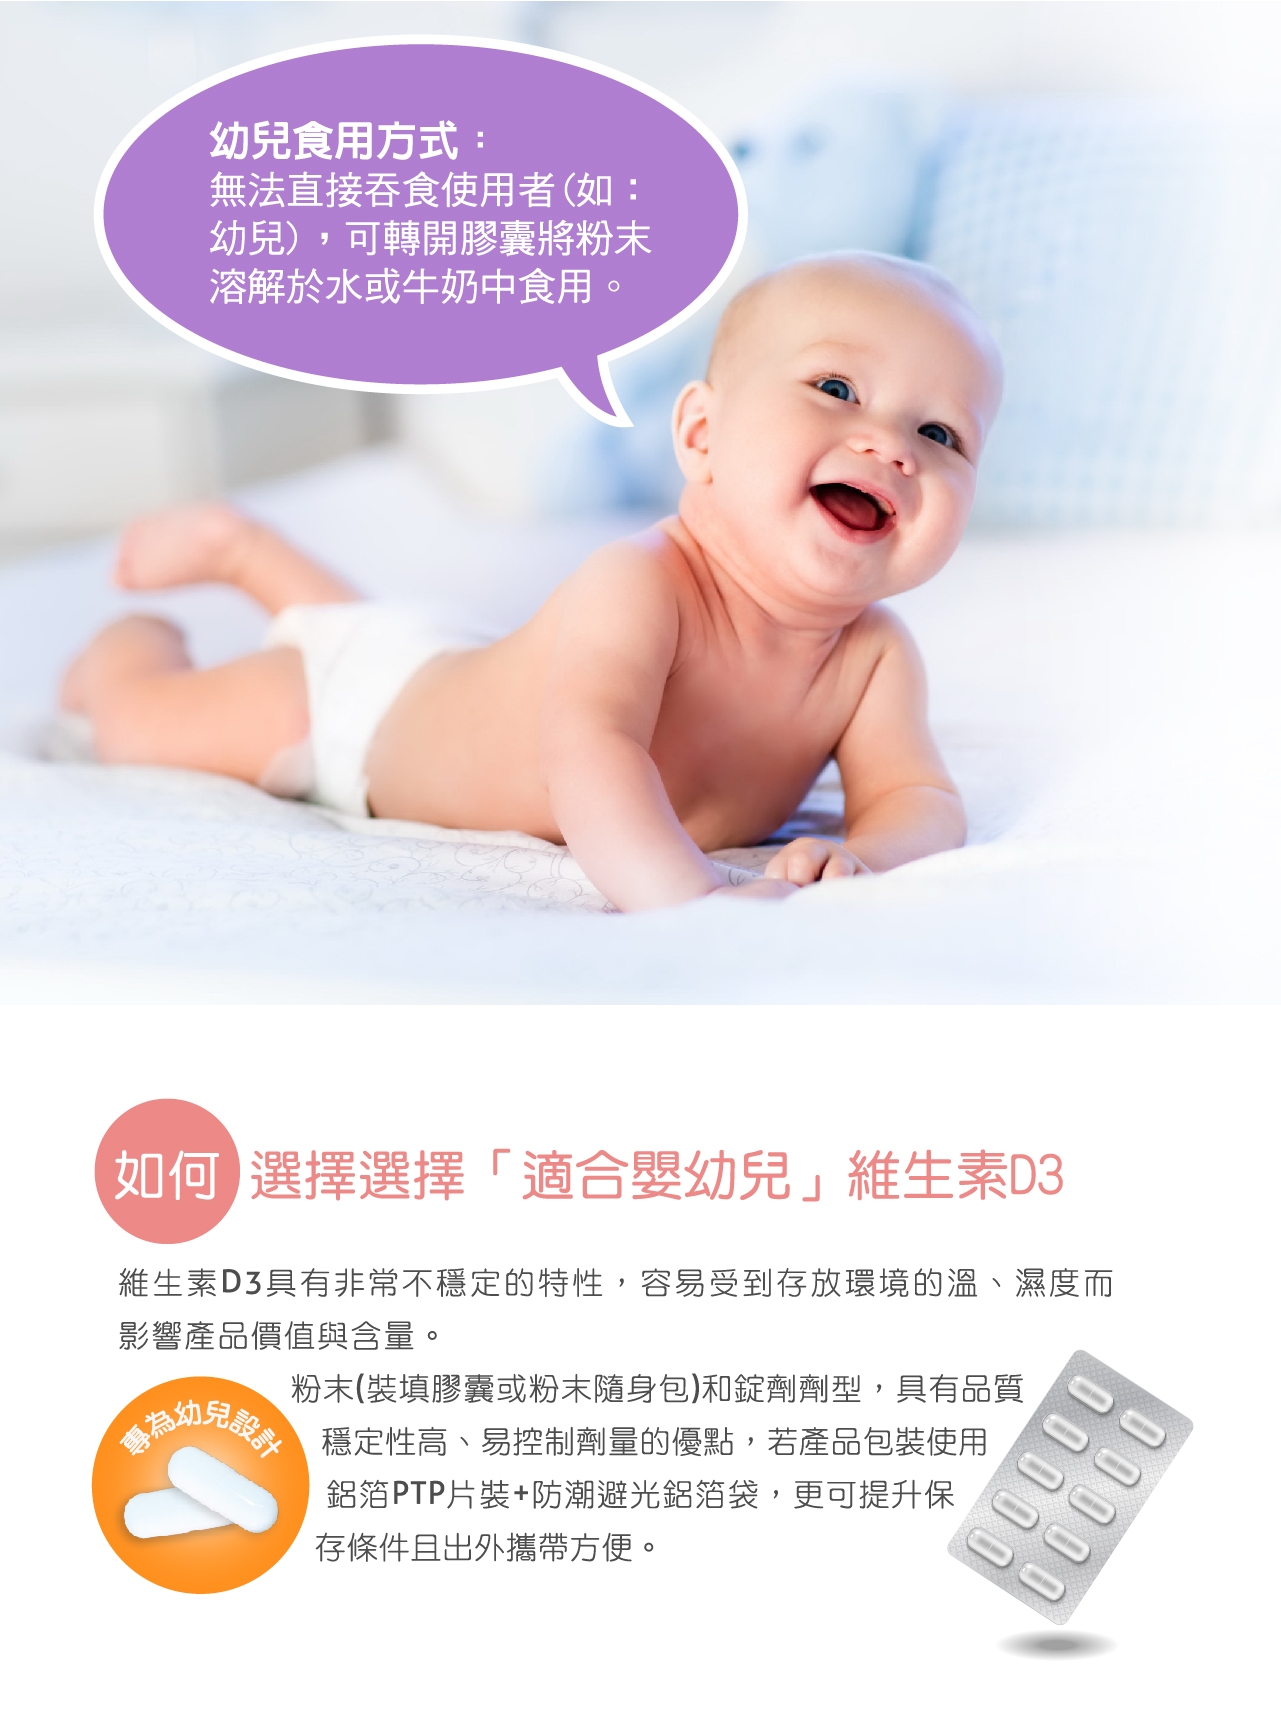 幼兒食用方式：
無法直接吞食使用者(如：
幼兒)，可轉開膠囊將粉末
溶解於水或牛奶中食用。
如何 選擇選擇「適合嬰幼兒」維生素D3
維生素D3具有非常不穩定的特性，容易受到存放環境的溫、濕度而
影響產品價值與含量。
粉末(裝填膠囊或粉末隨身包)和錠劑劑型，具有品質
專為幼兒設計
穩定性高、易控制劑量的優點，若產品包裝使用
鋁箔PTP片裝+防潮避光鋁箔袋，更可提升保
存條件且出外攜帶方便。